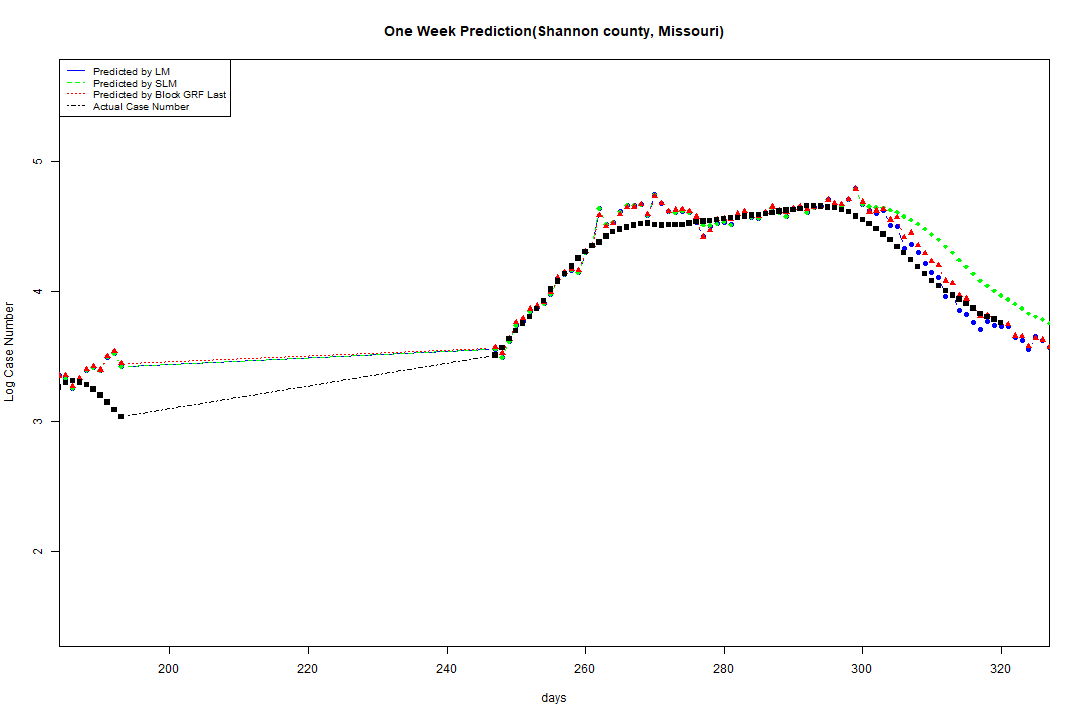 One Week Prediction(Shannon county, Missouri)
Predicted by LM
Predicted by SLM
Predicted by Block GRF Last
Actual Case Number
5
4
3
2
Log Case Number
200 220 240 260 280 300 320
days